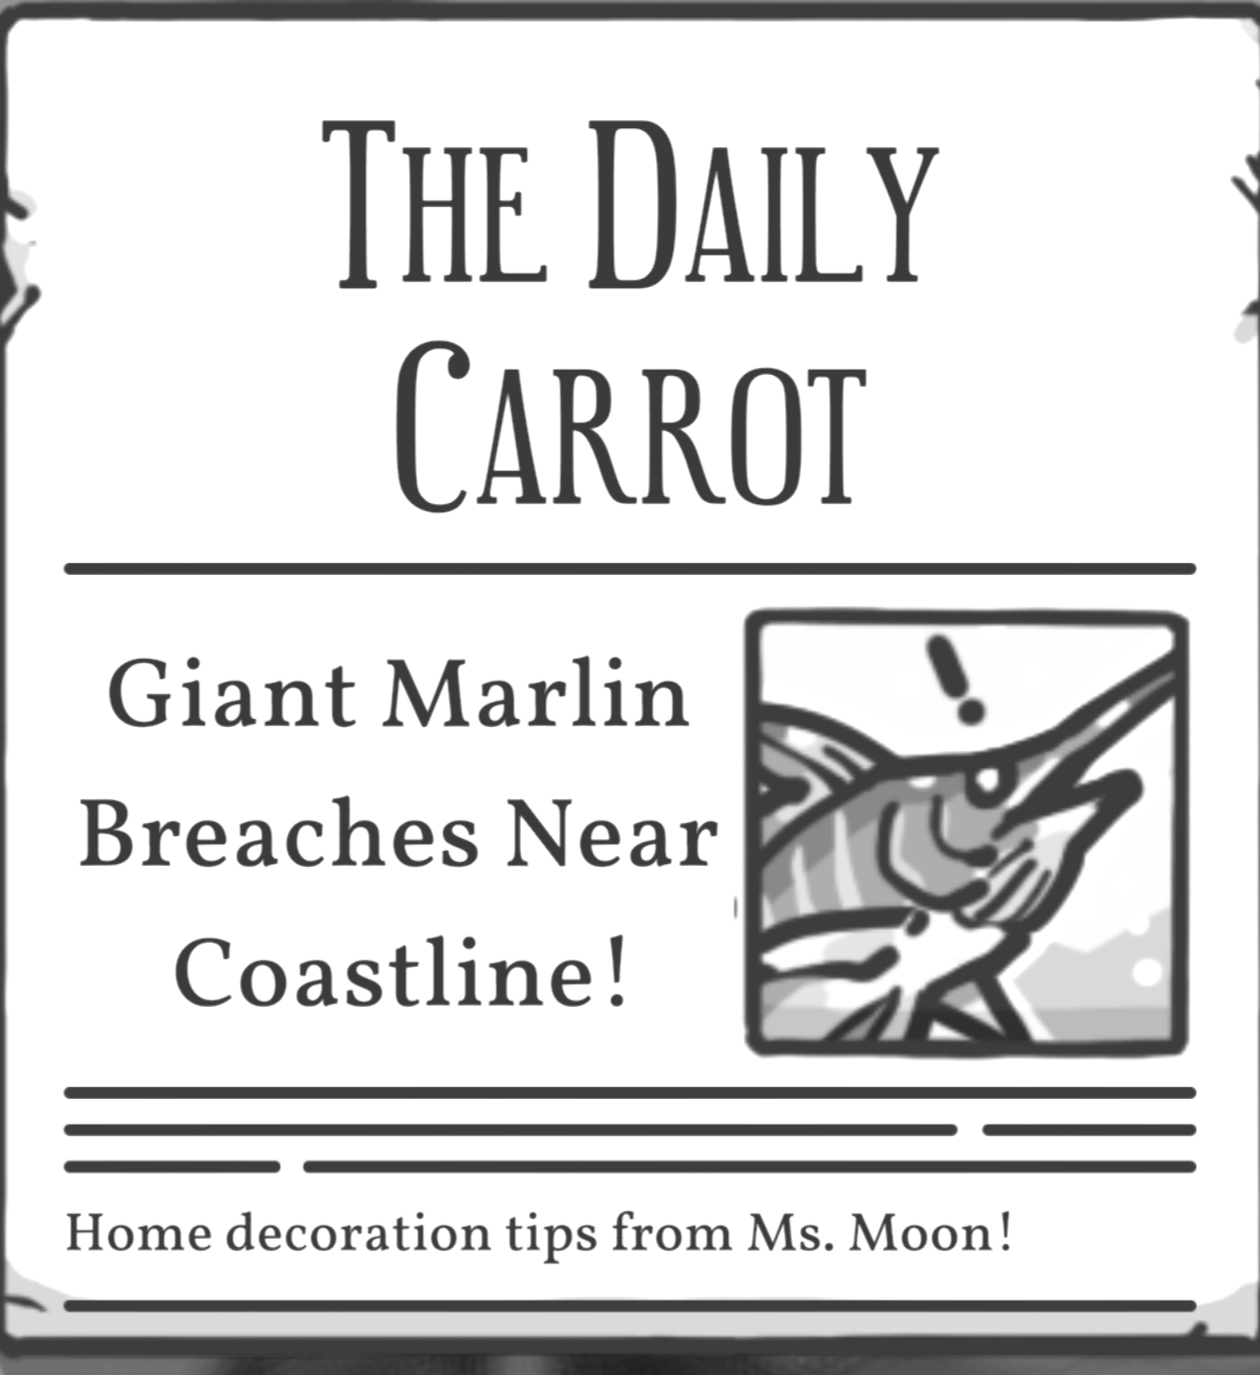 The Daily
Carrot
Giant Marlin
Breaches Near
Coastline!
Home decoration tips from Ms. Moon!